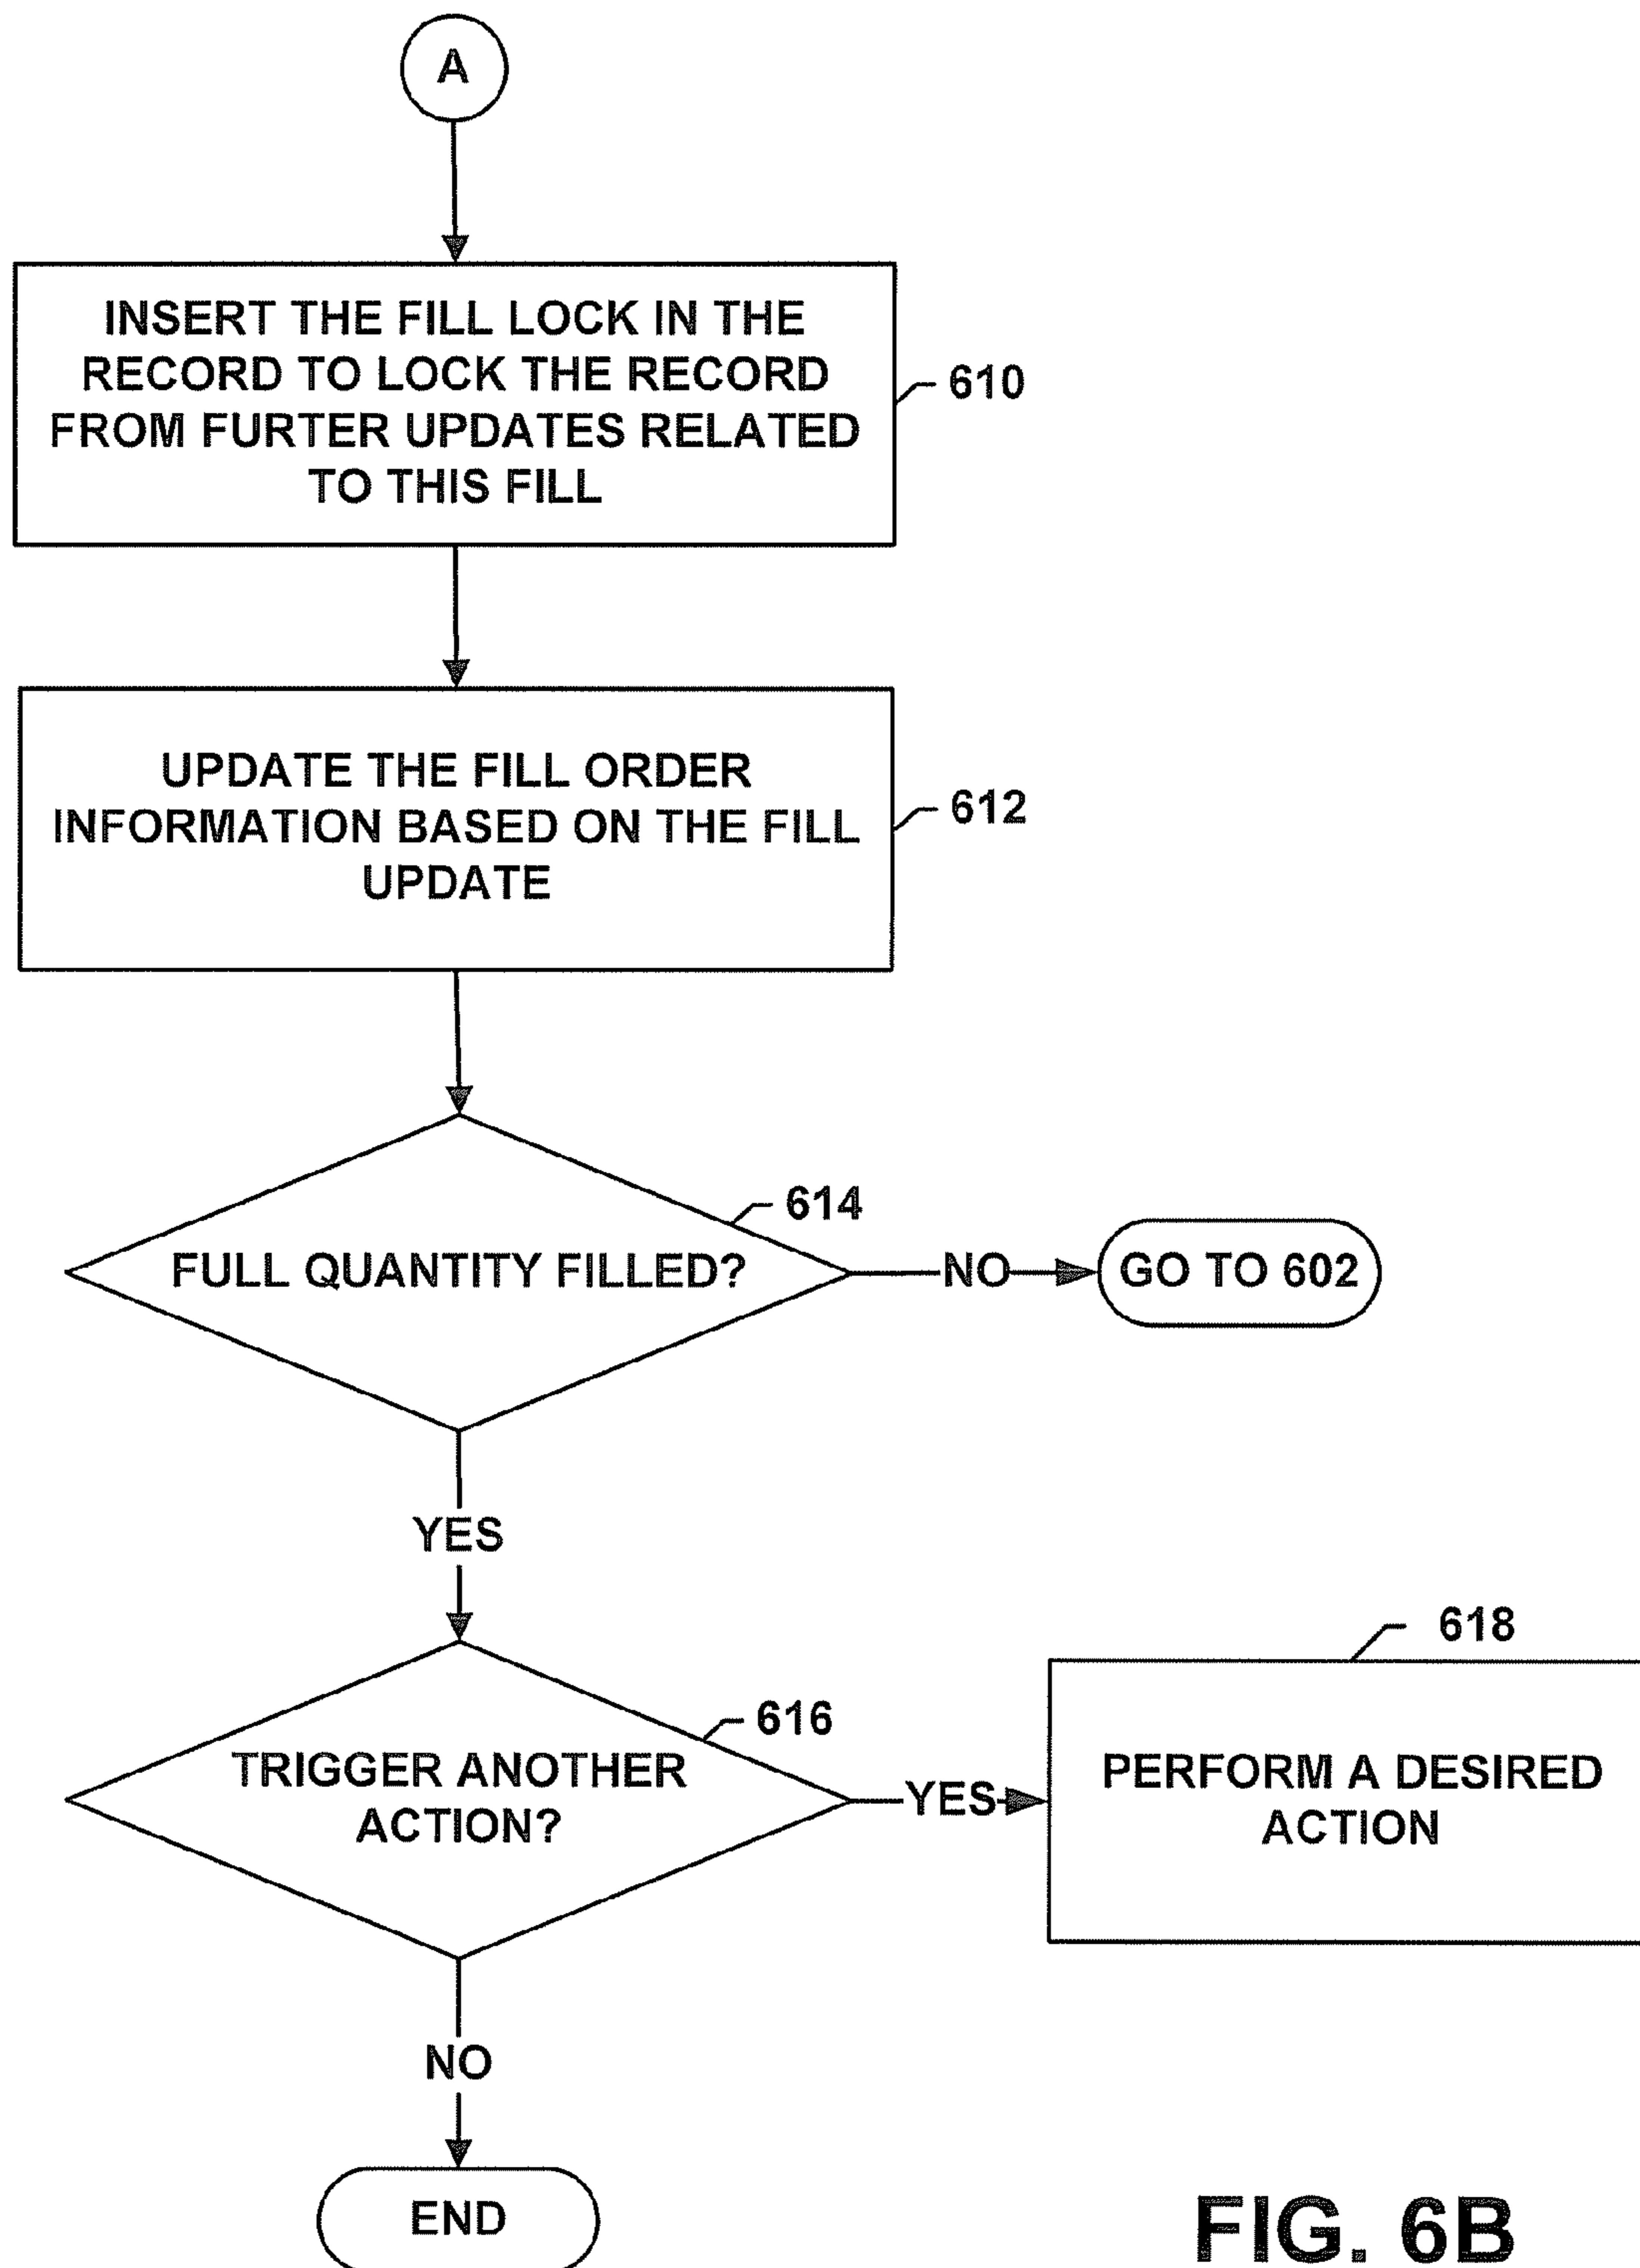 A
INSERT THE FILL LOCK IN THE
RECORD TO LOCK THE RECORD
FROM FURTER UPDATES RELATED
TO THIS FILL
610
UPDATE THE FILL ORDER
INFORMATION BASED ON THE FILL
UPDATE
612
614
FULL QUANTITY FILLED?
NO
GO TO 602
YES
618
616
TRIGGER ANOTHER
ACTION?
YES
PERFORM A DESIRED
ACTION
NO
END
FIG. 6B